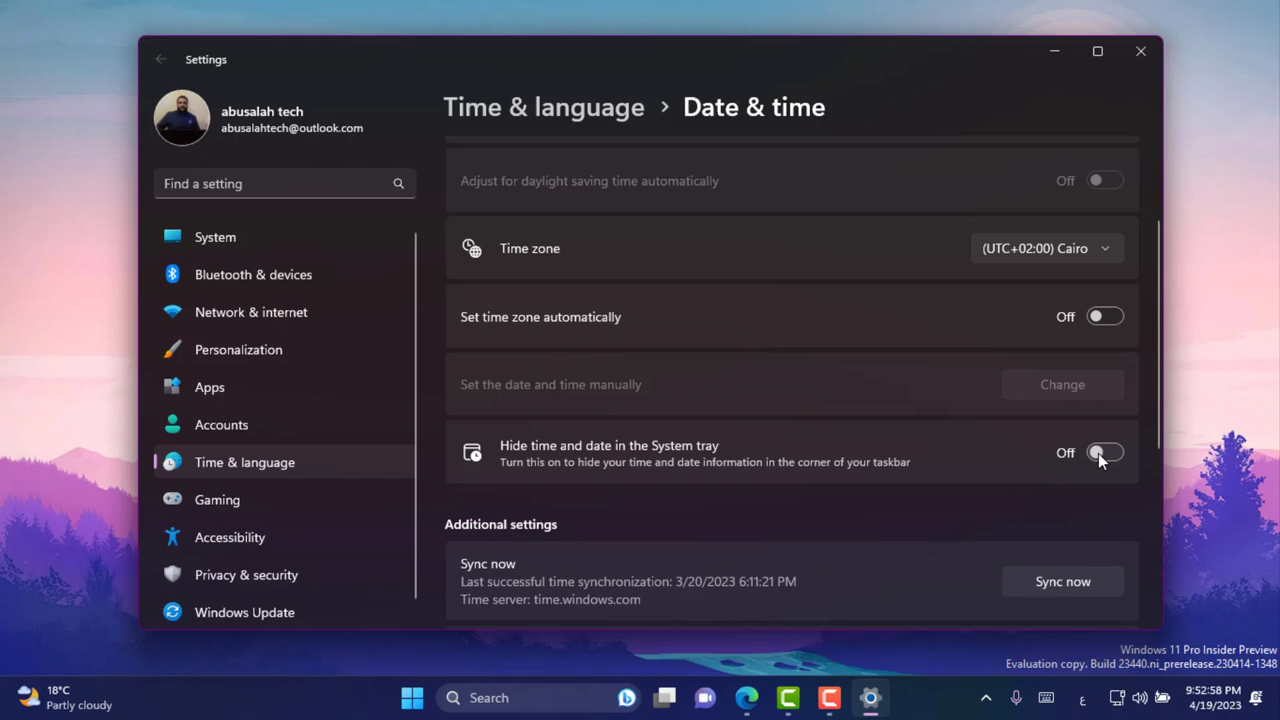 Settings
abusalah tech
abusalahtech@outlook.com
Find a setting
System
Bluetooth & devices
Network & internet
Personalization
Apps
Accounts
Time & language
Gaming
Accessibility
Privacy & security
Windows Update
Time & language > Date & time
Adjust for daylight saving time automatically
Off
Time zone
(UTC+02:00) Cairo
Set time zone automatically
Off
Set the date and time manually
Change
Hide time and date in the System tray
Turn this on to hide your time and date information in the corner of your taskbar
Off
Additional settings
Sync now
Last successful time synchronization: 3/20/2023 6:11:21 PM
Time server: time.windows.com
Sync now
Windows 11 Pro Insider Preview
Evaluation copy. Build 23440.ni_prerelease.230414-1348
18°C
Partly cloudy
Search
ع
9:52:58 PM
4/19/2023